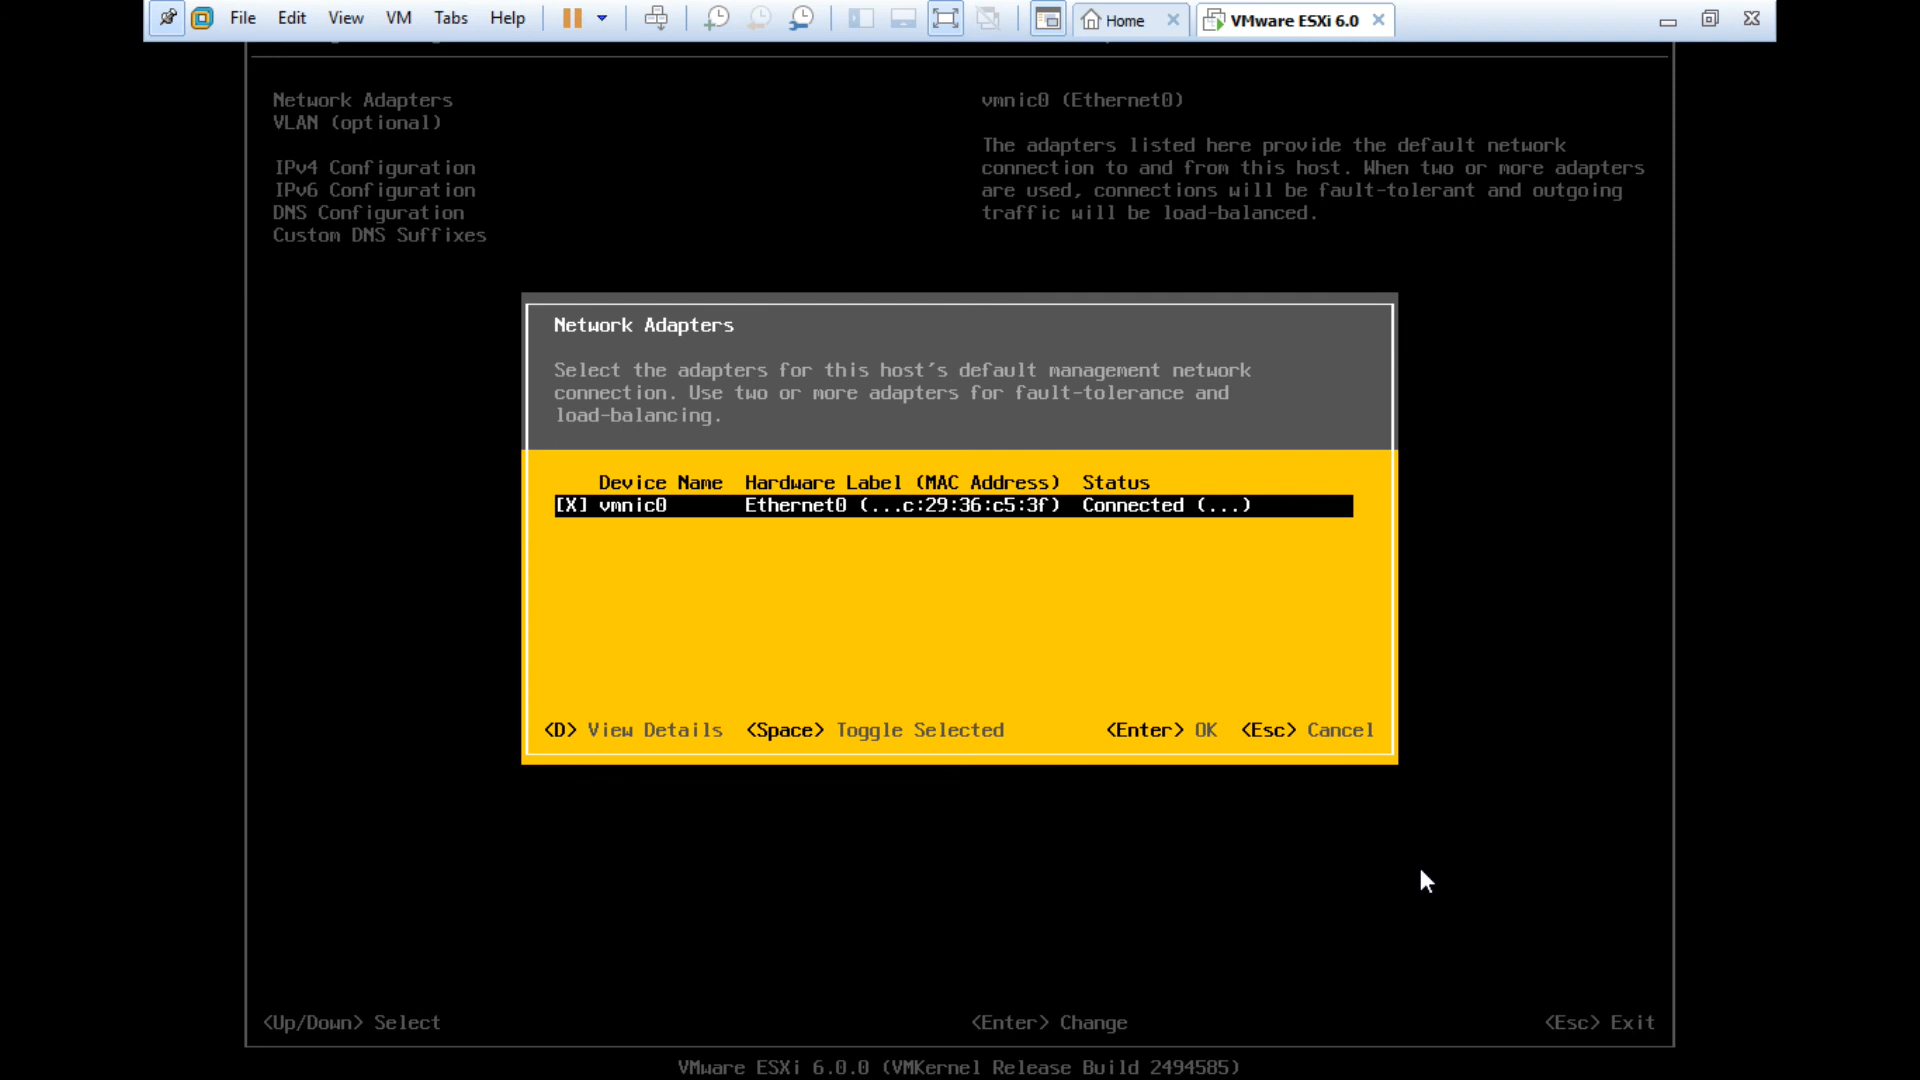 File Edit View VM Tabs Help Home VMware ESXi 6.0
Network Adapters
VLAN (optional)
IPv4 Configuration
IPv6 Configuration
DNS Configuration
Custom DNS Suffixes
vmnic0 (Ethernet0)
The adapters listed here provide the default network
connection to and from this host. When two or more adapters
are used, connections will be fault-tolerant and outgoing
traffic will be load-balanced.
Network Adapters
Select the adapters for this host's default management network
connection. Use two or more adapters for fault-tolerance and
load-balancing.
Device Name Hardware Label (MAC Address) Status
[X] vmnic0 Ethernet0 (...c:29:36:c5:3f) Connected (...)
<D> View Details <Space> Toggle Selected <Enter> OK <Esc> Cancel
<Up/Down> Select <Enter> Change <Esc> Exit
VMware ESXi 6.0.0 (VMKernel Release Build 2494585)